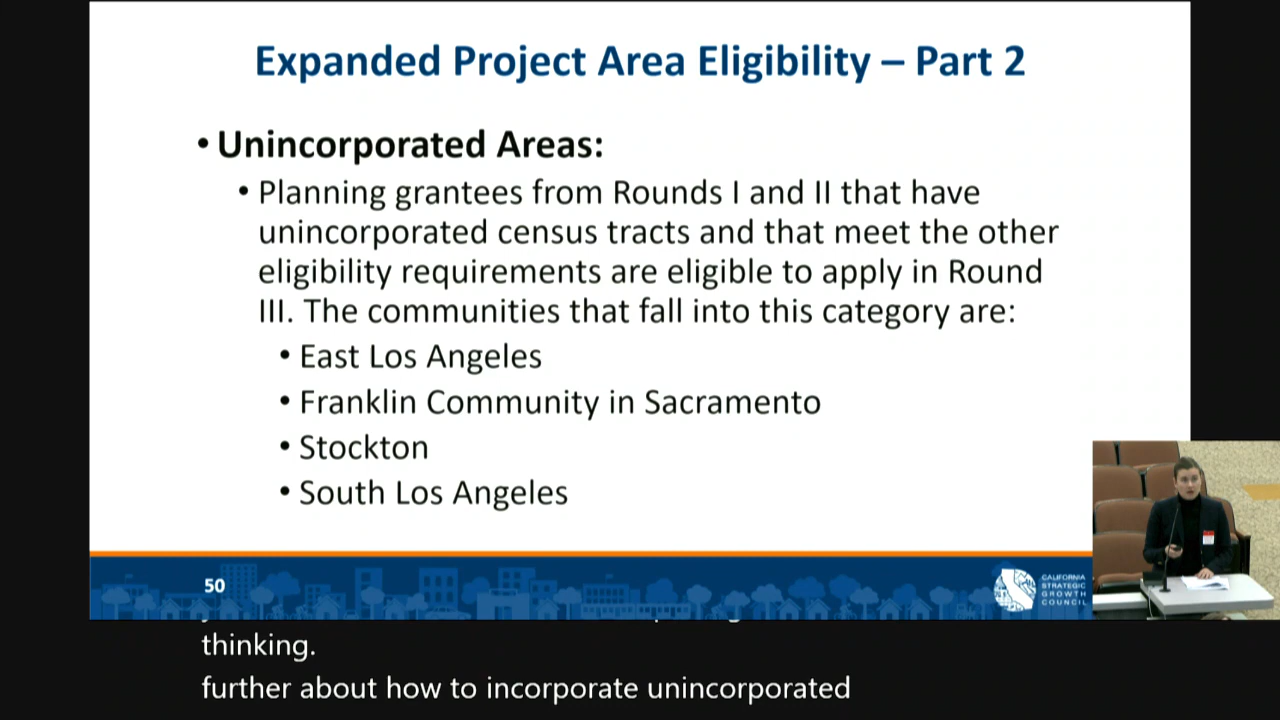 Expanded Project Area Eligibility – Part 2
• Unincorporated Areas:
• Planning grantees from Rounds I and II that have
unincorporated census tracts and that meet the other
eligibility requirements are eligible to apply in Round
III. The communities that fall into this category are:
• East Los Angeles
• Franklin Community in Sacramento
• Stockton
• South Los Angeles
50
CALIFORNIA
STRATEGIC
GROWTH
COUNCIL
thinking.
further about how to incorporate unincorporated